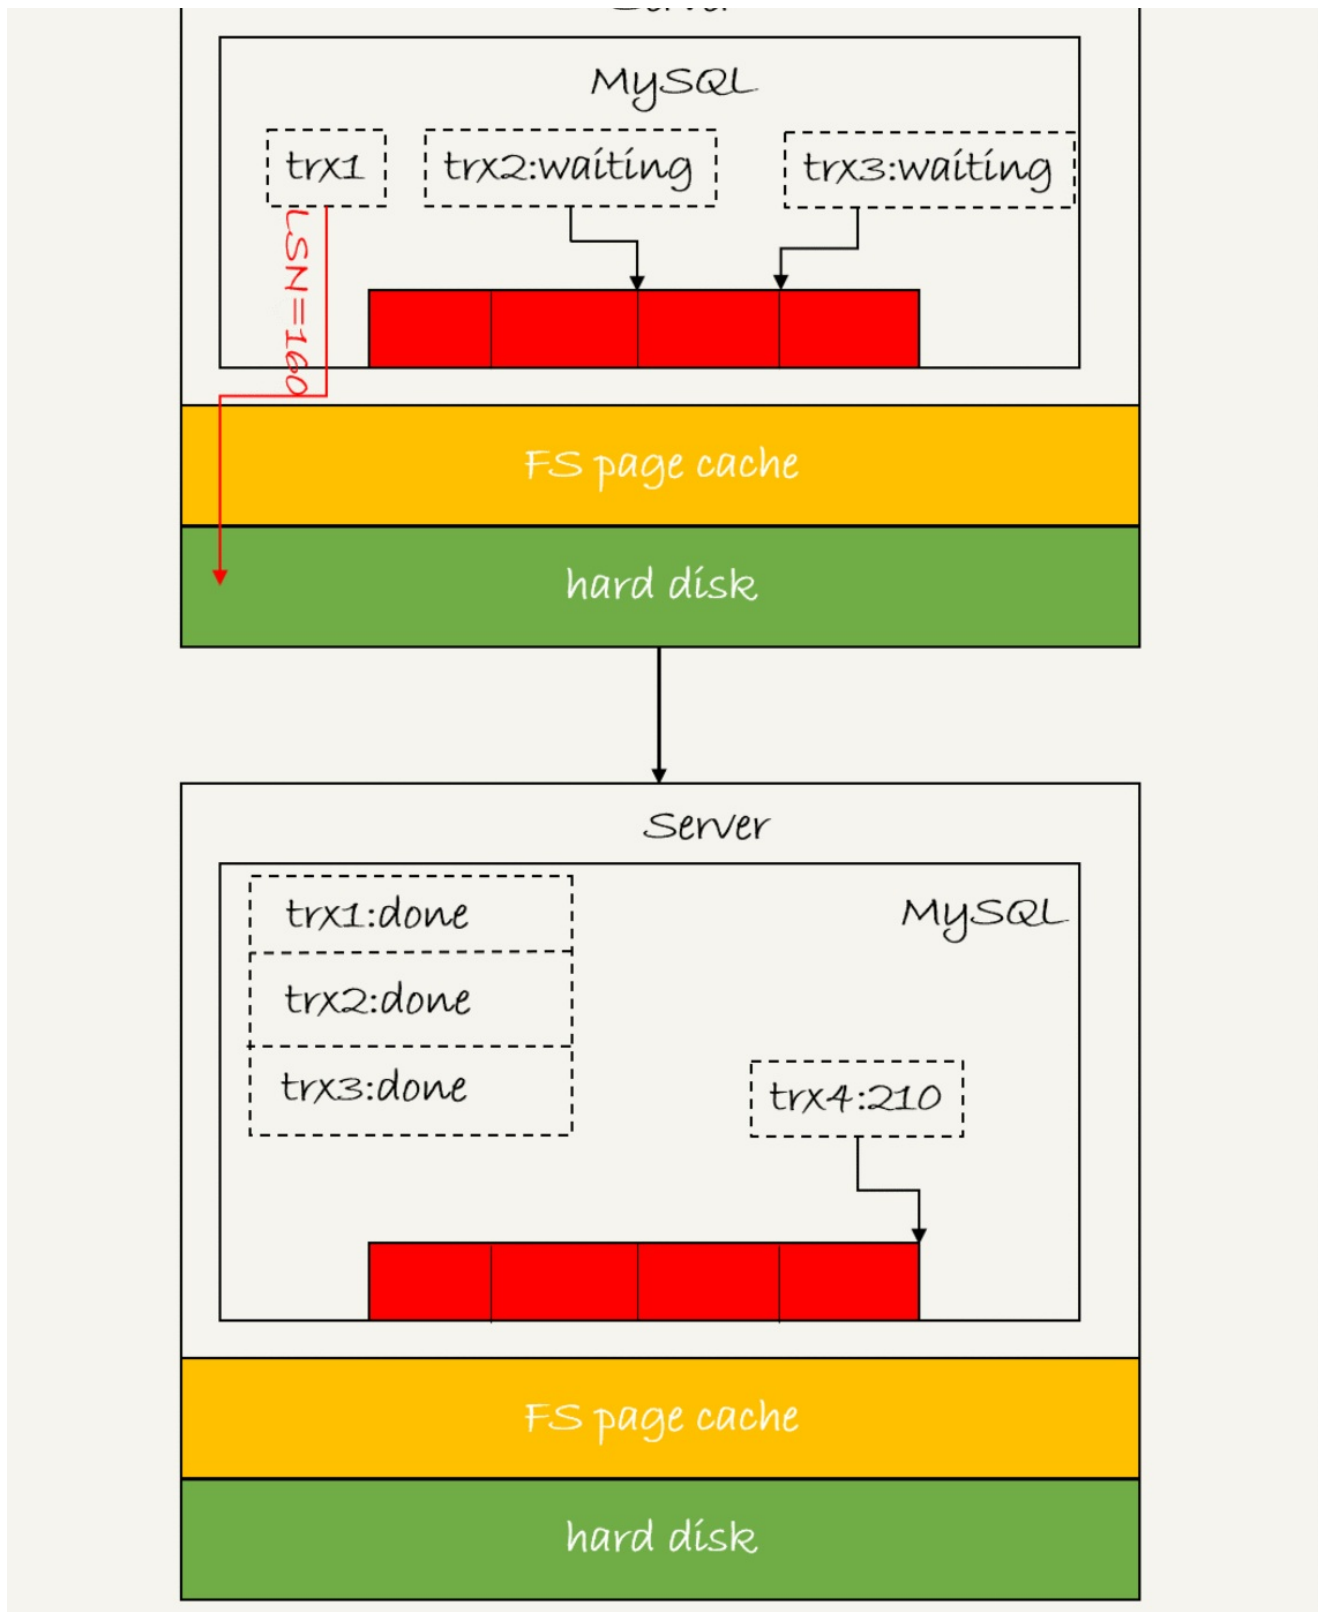 MySQL
trx1
trx2:waiting
trx3:waiting
LSN=160
FS page cache
hard disk
Server
trx1:done
MySQL
trx2:done
trx3:done
trx4:210
FS page cache
hard disk